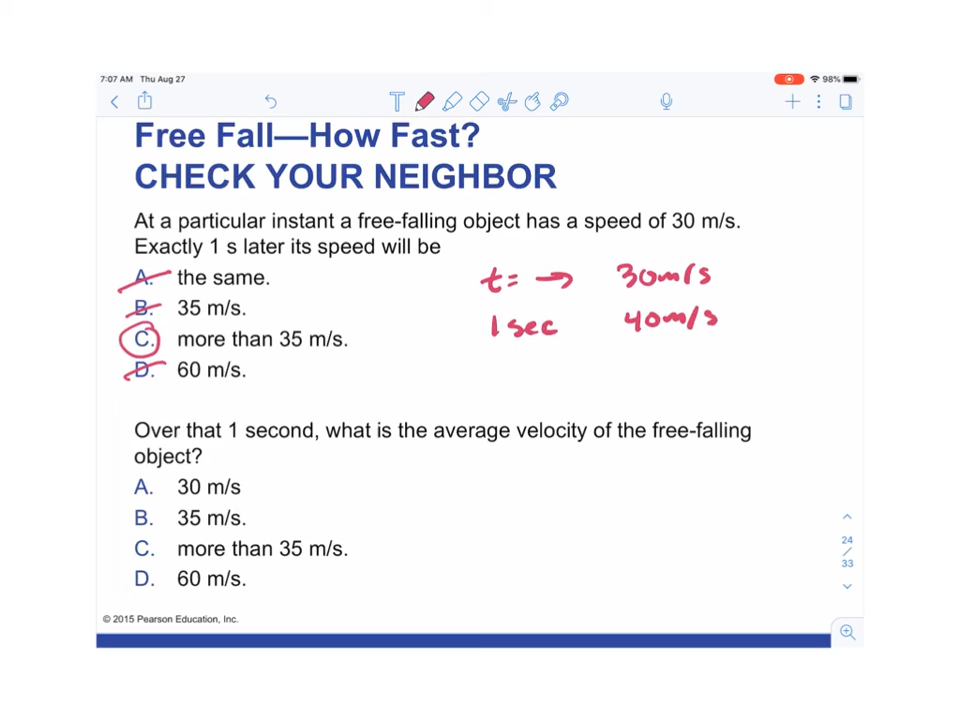 7:07 AM Thu Aug 27
98%
T
Free Fall—How Fast?
CHECK YOUR NEIGHBOR
At a particular instant a free-falling object has a speed of 30 m/s.
Exactly 1 s later its speed will be
A. the same.
t= → 30m/s
B. 35 m/s.
1 sec 40m/s
C. more than 35 m/s.
D. 60 m/s.
Over that 1 second, what is the average velocity of the free-falling
object?
A. 30 m/s
B. 35 m/s.
C. more than 35 m/s.
D. 60 m/s.
24
/
33
© 2015 Pearson Education, Inc.